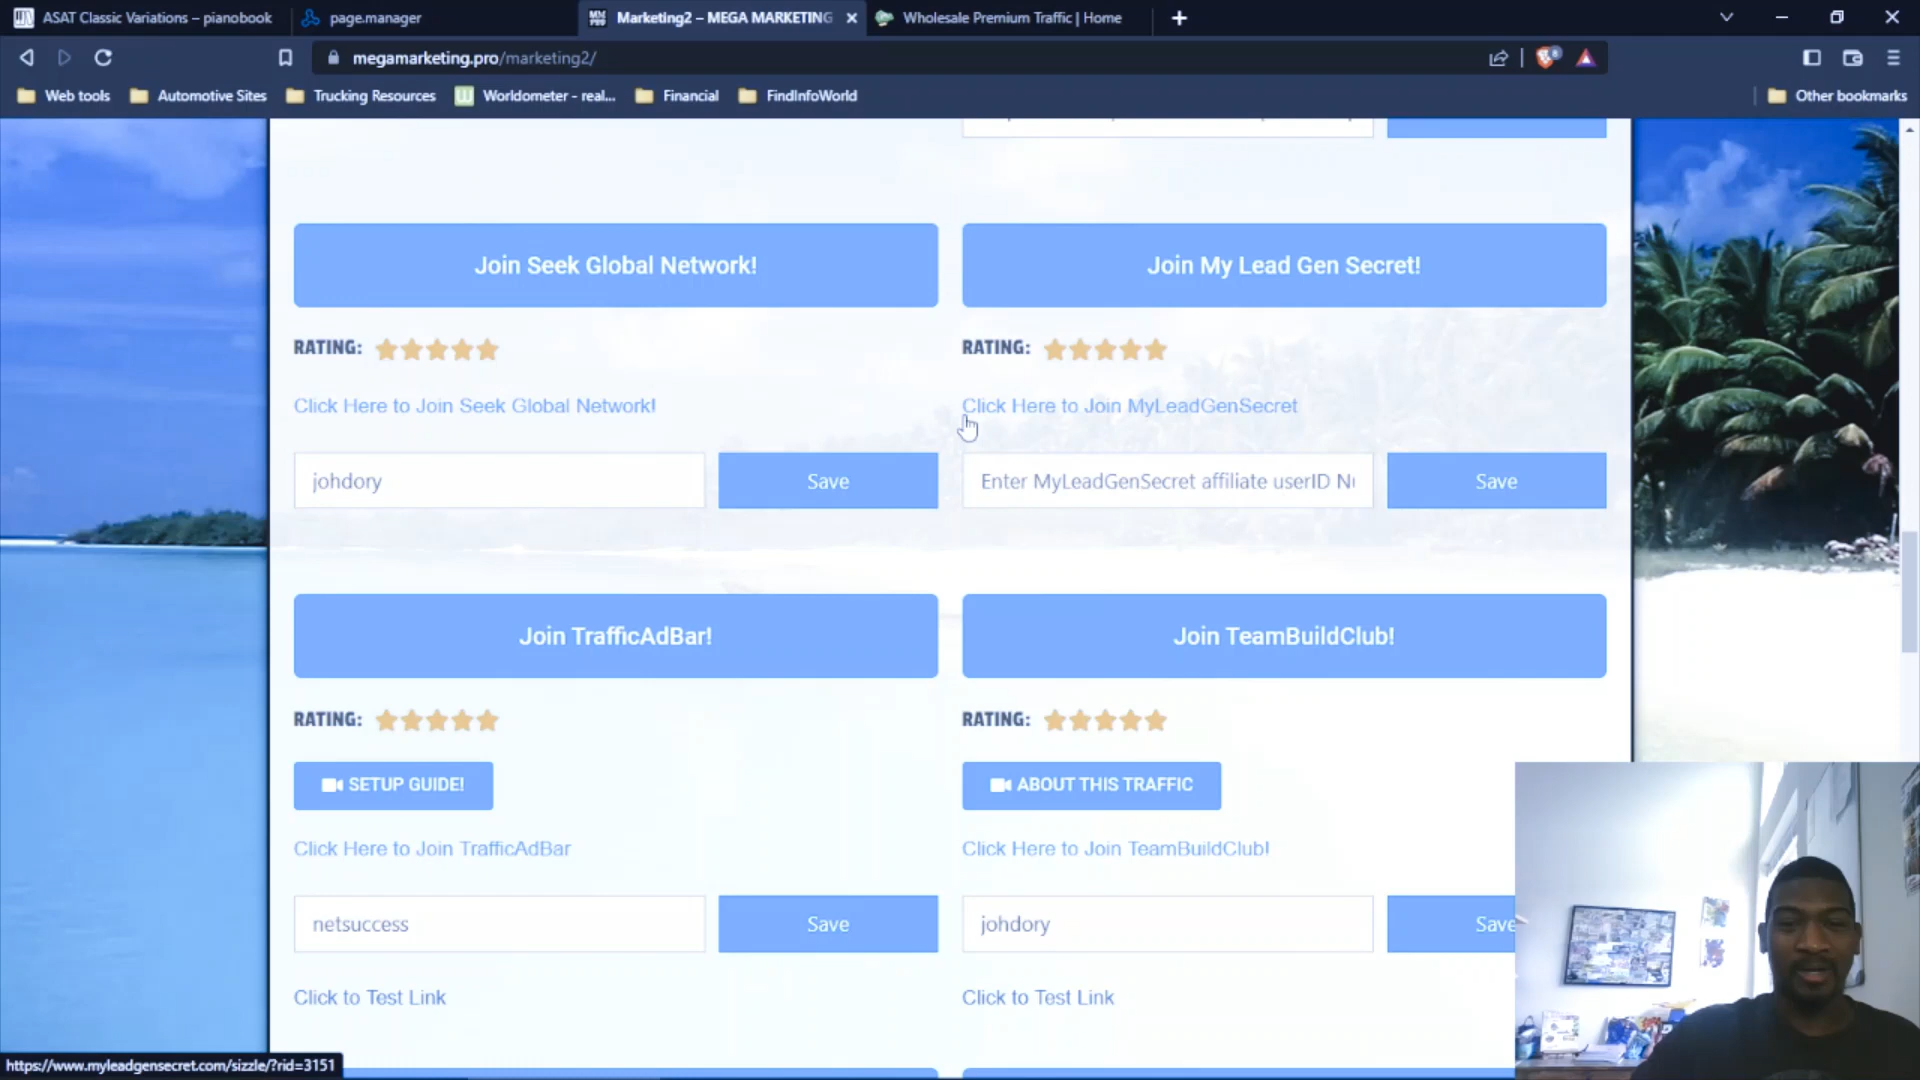 ASAT Classic Variations – pianobook
page.manager
Marketing2 – MEGA MARKETING
Wholesale Premium Traffic | Home
megamarketing.pro/marketing2/
Web tools
Automotive Sites
Trucking Resources
Worldometer - real...
Financial
FindInfoWorld
Other bookmarks
Join Seek Global Network!
Join My Lead Gen Secret!
RATING:
RATING:
Click Here to Join Seek Global Network!
Click Here to Join MyLeadGenSecret
johdory
Save
Enter MyLeadGenSecret affiliate userID
Save
Join TrafficAdBar!
Join TeamBuildClub!
RATING:
RATING:
SETUP GUIDE!
ABOUT THIS TRAFFIC
Click Here to Join TrafficAdBar
Click Here to Join TeamBuildClub!
netsuccess
Save
johdory
Save
Click to Test Link
Click to Test Link
https://www.myleadgensecret.com/sizzle/?rid=3151